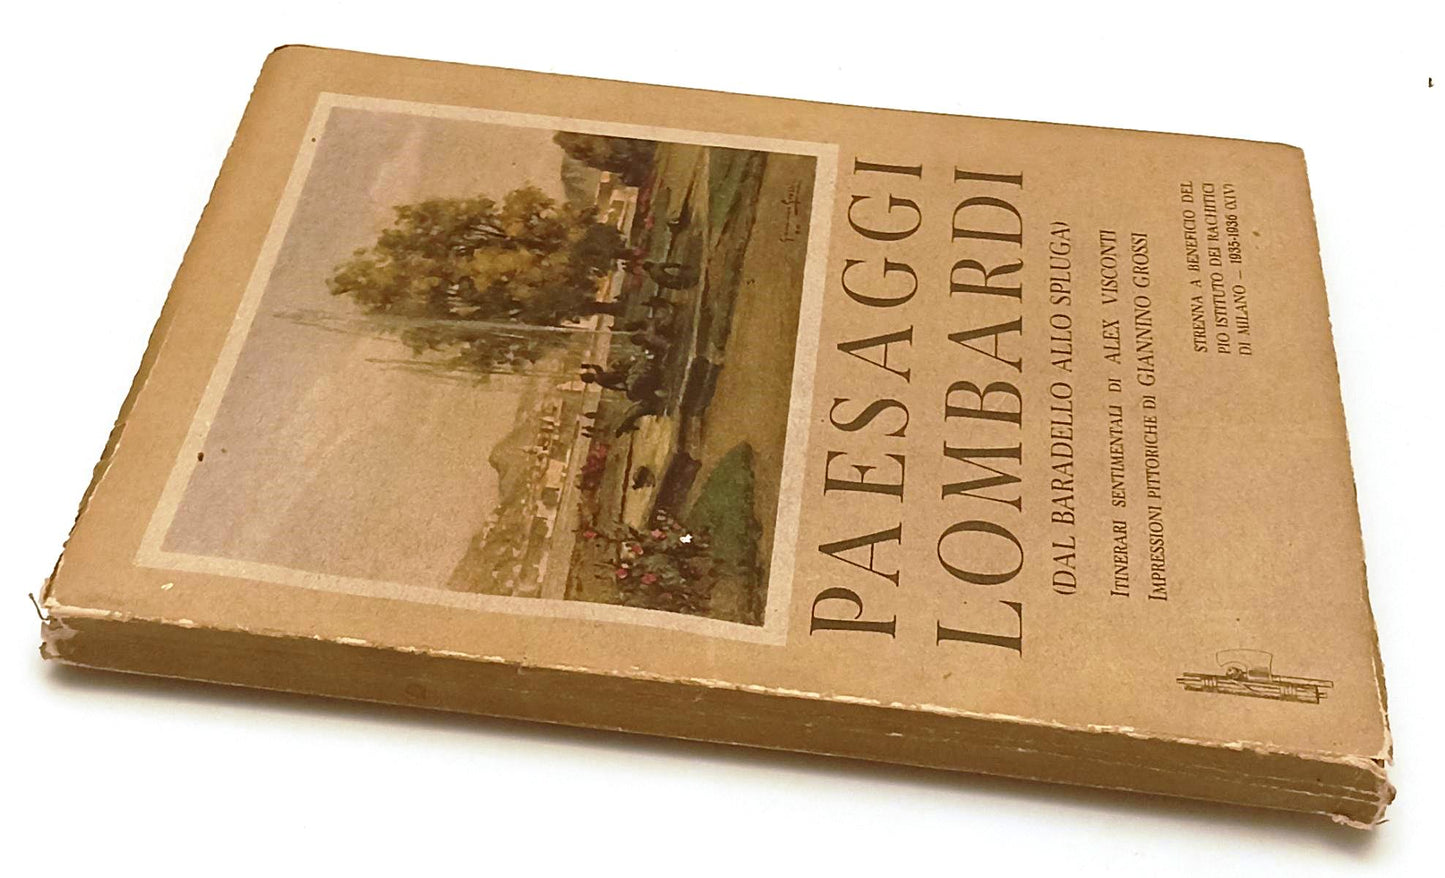 PAESAGGI
LOMBARDI
(DAL BARADELLO ALLO SPLUGA)
ITINERARI SENTIMENTALI DI ALEX VISCONTI
IMPRESSIONI PITTORICHE DI GIANNINO GROSSI
STRENNA A BENEFICIO DEL
PIO ISTITUTO DEI RACHITICI
DI MILANO – 1935-1936 (XIV)